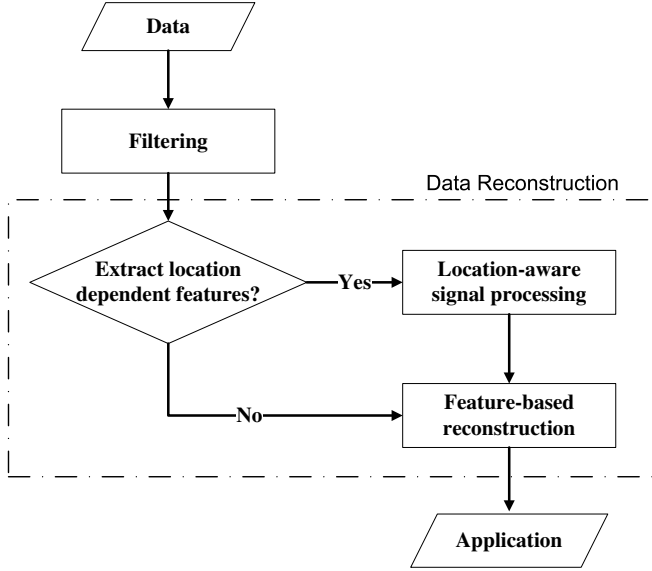 Data
Filtering
Data Reconstruction
Extract location
dependent features?
Yes
Location-aware
signal processing
No
Feature-based
reconstruction
Application